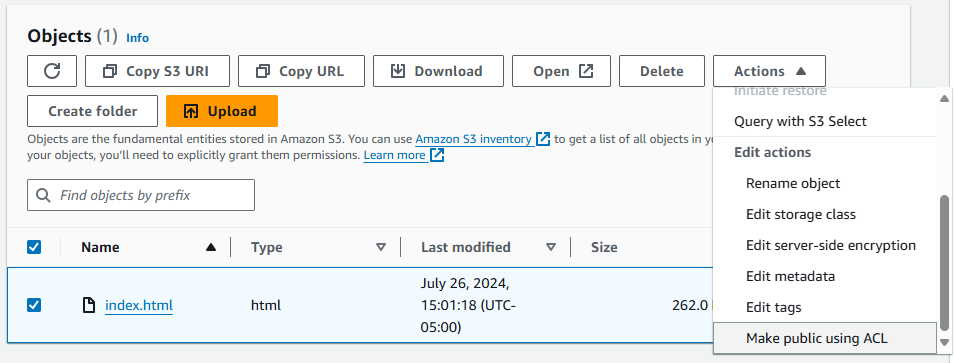 Objects (1) Info
Copy S3 URI Copy URL Download Open Delete Actions
Create folder Upload
Initiate restore
Query with S3 Select
Objects are the fundamental entities stored in Amazon S3. You can use Amazon S3 inventory to get a list of all objects in
your objects, you'll need to explicitly grant them permissions. Learn more
Edit actions
Rename object
Find objects by prefix
Edit storage class
Name Type Last modified Size
Edit server-side encryption
Edit metadata
index.html html July 26, 2024,
15:01:18 (UTC-
05:00)
262.0
Edit tags
Make public using ACL